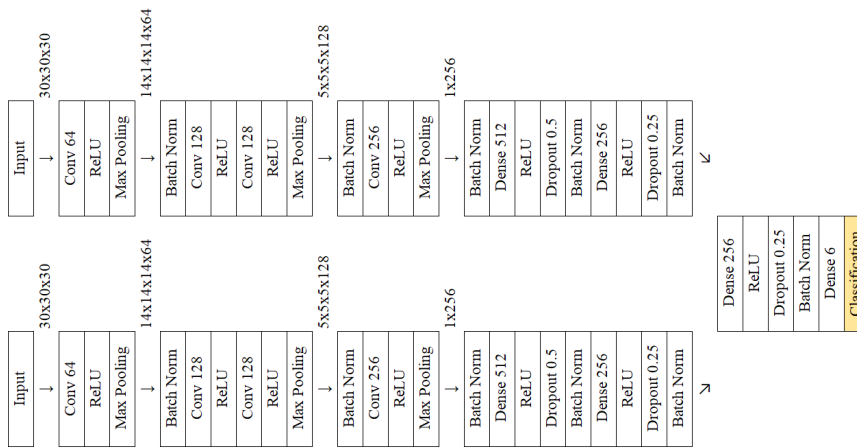 Input
30x30x30
Conv 64
ReLU
Max Pooling
14x14x14x64
Batch Norm
Conv 128
ReLU
Conv 128
ReLU
Max Pooling
5x5x5x128
Batch Norm
Conv 256
ReLU
Max Pooling
1x256
Batch Norm
Dense 512
ReLU
Dropout 0.5
Batch Norm
Dense 256
ReLU
Dropout 0.25
Batch Norm
Input
30x30x30
Conv 64
ReLU
Max Pooling
14x14x14x64
Batch Norm
Conv 128
ReLU
Conv 128
ReLU
Max Pooling
5x5x5x128
Batch Norm
Conv 256
ReLU
Max Pooling
1x256
Batch Norm
Dense 512
ReLU
Dropout 0.5
Batch Norm
Dense 256
ReLU
Dropout 0.25
Batch Norm
Dense 256
ReLU
Dropout 0.25
Batch Norm
Dense 6
Classification